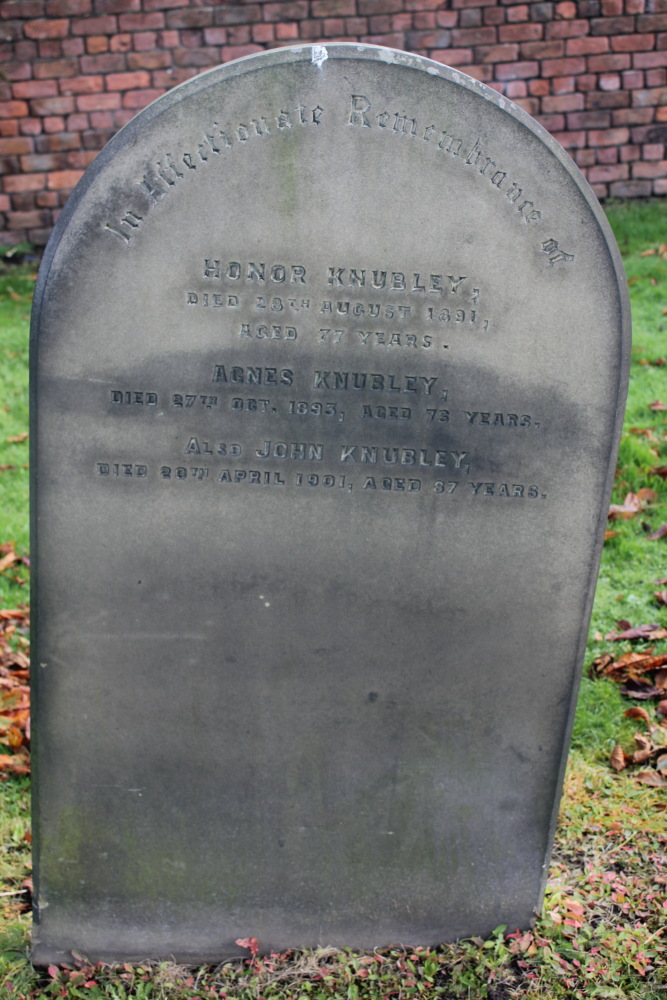 In Affectionate Remembrance of
HONOR KNUBLEY,
DIED 28TH AUGUST 1891,
AGED 77 YEARS.
AGNES KNUBLEY,
DIED 27TH OCT. 1893, AGED 73 YEARS.
ALSO JOHN KNUBLEY,
DIED 20TH APRIL 1901, AGED 87 YEARS.